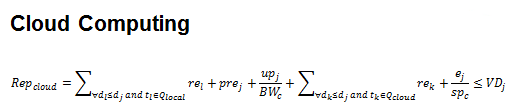 Cloud Computing
Rep_cloud = ∑_{∀d_l≤d_j and t_l∈Q_local} re_l + pre_j + up_j/BW_c + ∑_{∀d_k≤d_j and t_k∈Q_cloud} re_k + e_j/sp_c ≤ VD_j